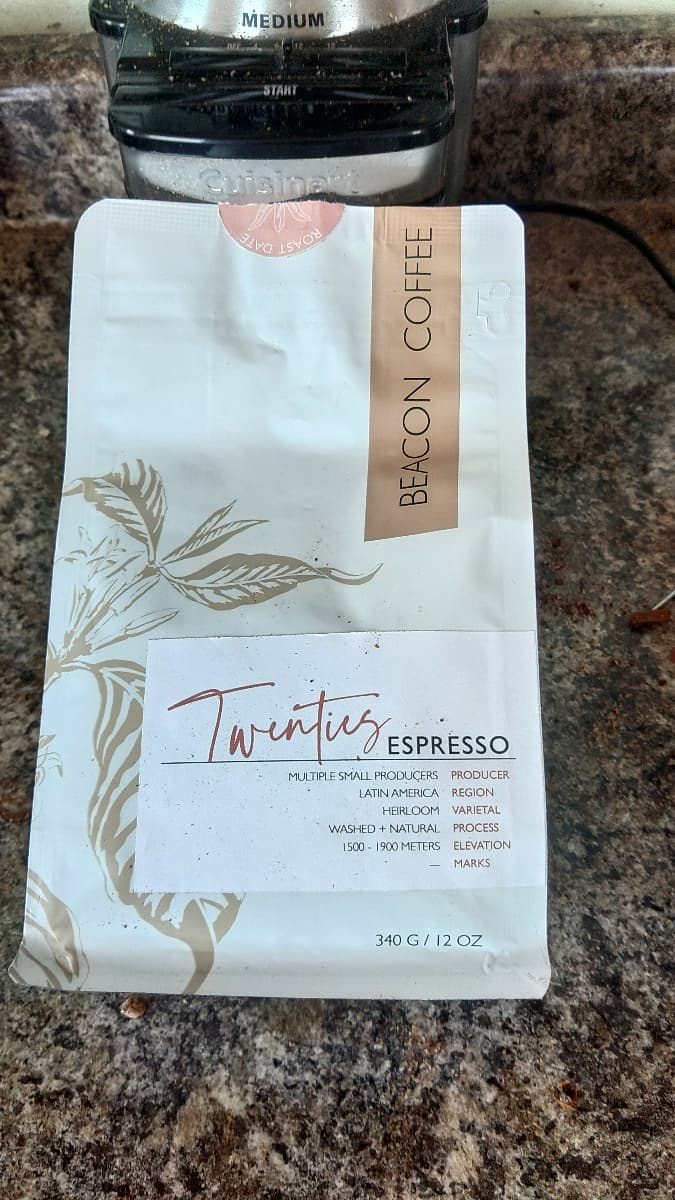 MEDIUM
START
Cuisinart
ROAST DATE
BEACON COFFEE
Twenties ESPRESSO
MULTIPLE SMALL PRODUCERS PRODUCER
LATIN AMERICA REGION
HEIRLOOM VARIETAL
WASHED + NATURAL PROCESS
1500 - 1900 METERS ELEVATION
— MARKS
340 G / 12 OZ